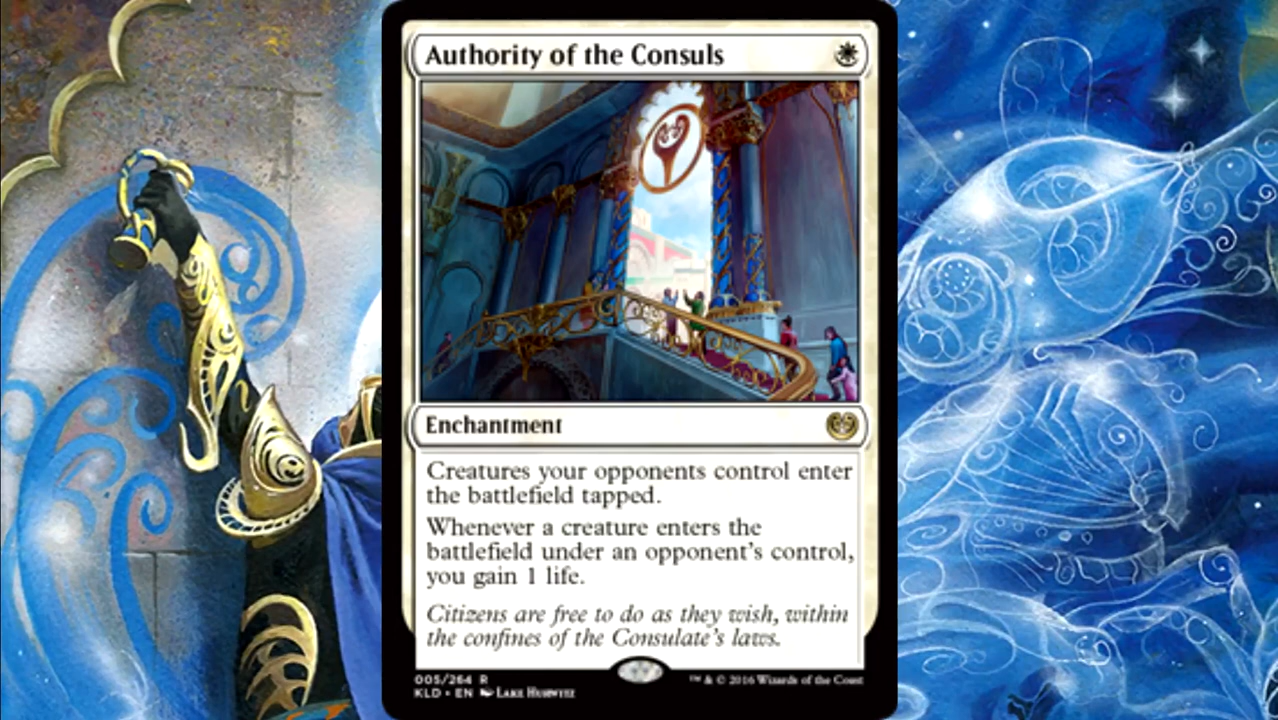 Authority of the Consuls
Enchantment
Creatures your opponents control enter
the battlefield tapped.
Whenever a creature enters the
battlefield under an opponent's control,
you gain 1 life.
Citizens are free to do as they wish, within
the confines of the Consulate's laws.
005/264 R
KLD • EN Lake Hurwitz
™ & © 2016 Wizards of the Coast